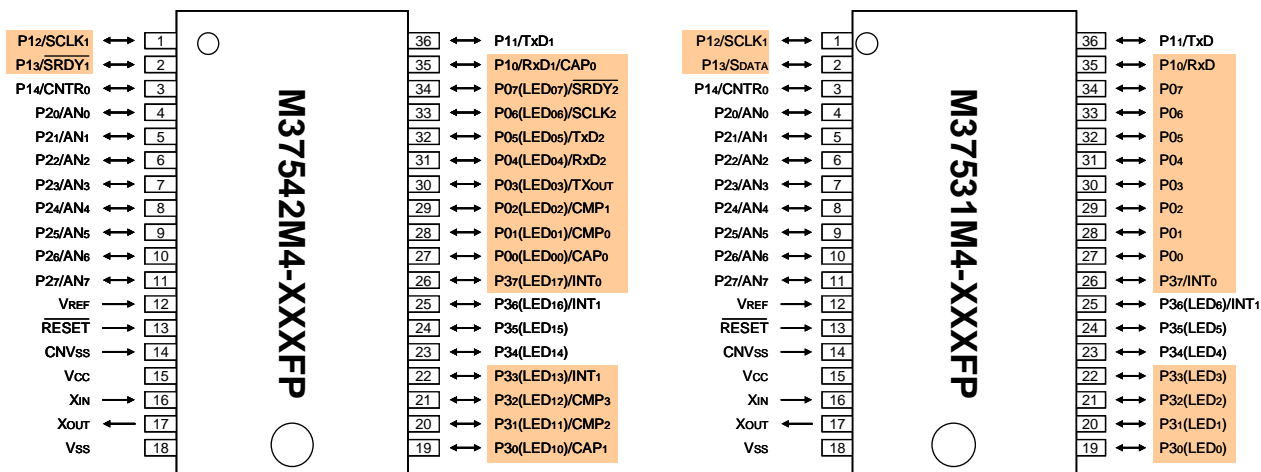 P12/SCLK1 1 36 P11/TxD1
P13/SRDY1 2 35 P10/RxD1/CAP0
P14/CNTR0 3 34 P07(LED07)/SRDY2
P20/AN0 4 33 P06(LED06)/SCLK2
P21/AN1 5 32 P05(LED05)/TxD2
P22/AN2 6 31 P04(LED04)/RxD2
P23/AN3 7 30 P03(LED03)/TXOUT
P24/AN4 8 29 P02(LED02)/CMP1
P25/AN5 9 28 P01(LED01)/CMP0
P26/AN6 10 27 P00(LED00)/CAP0
P27/AN7 11 26 P37(LED17)/INT0
VREF 12 25 P36(LED16)/INT1
RESET 13 24 P35(LED15)
CNVSS 14 23 P34(LED14)
VCC 15 22 P33(LED13)/INT1
XIN 16 21 P32(LED12)/CMP3
XOUT 17 20 P31(LED11)/CMP2
VSS 18 19 P30(LED10)/CAP1
M37542M4-XXXFP
P12/SCLK1 1 36 P11/TxD
P13/SDATA 2 35 P10/RxD
P14/CNTR0 3 34 P07
P20/AN0 4 33 P06
P21/AN1 5 32 P05
P22/AN2 6 31 P04
P23/AN3 7 30 P03
P24/AN4 8 29 P02
P25/AN5 9 28 P01
P26/AN6 10 27 P00
P27/AN7 11 26 P37/INT0
VREF 12 25 P36(LED6)/INT1
RESET 13 24 P35(LED5)
CNVSS 14 23 P34(LED4)
VCC 15 22 P33(LED3)
XIN 16 21 P32(LED2)
XOUT 17 20 P31(LED1)
VSS 18 19 P30(LED0)
M37531M4-XXXFP